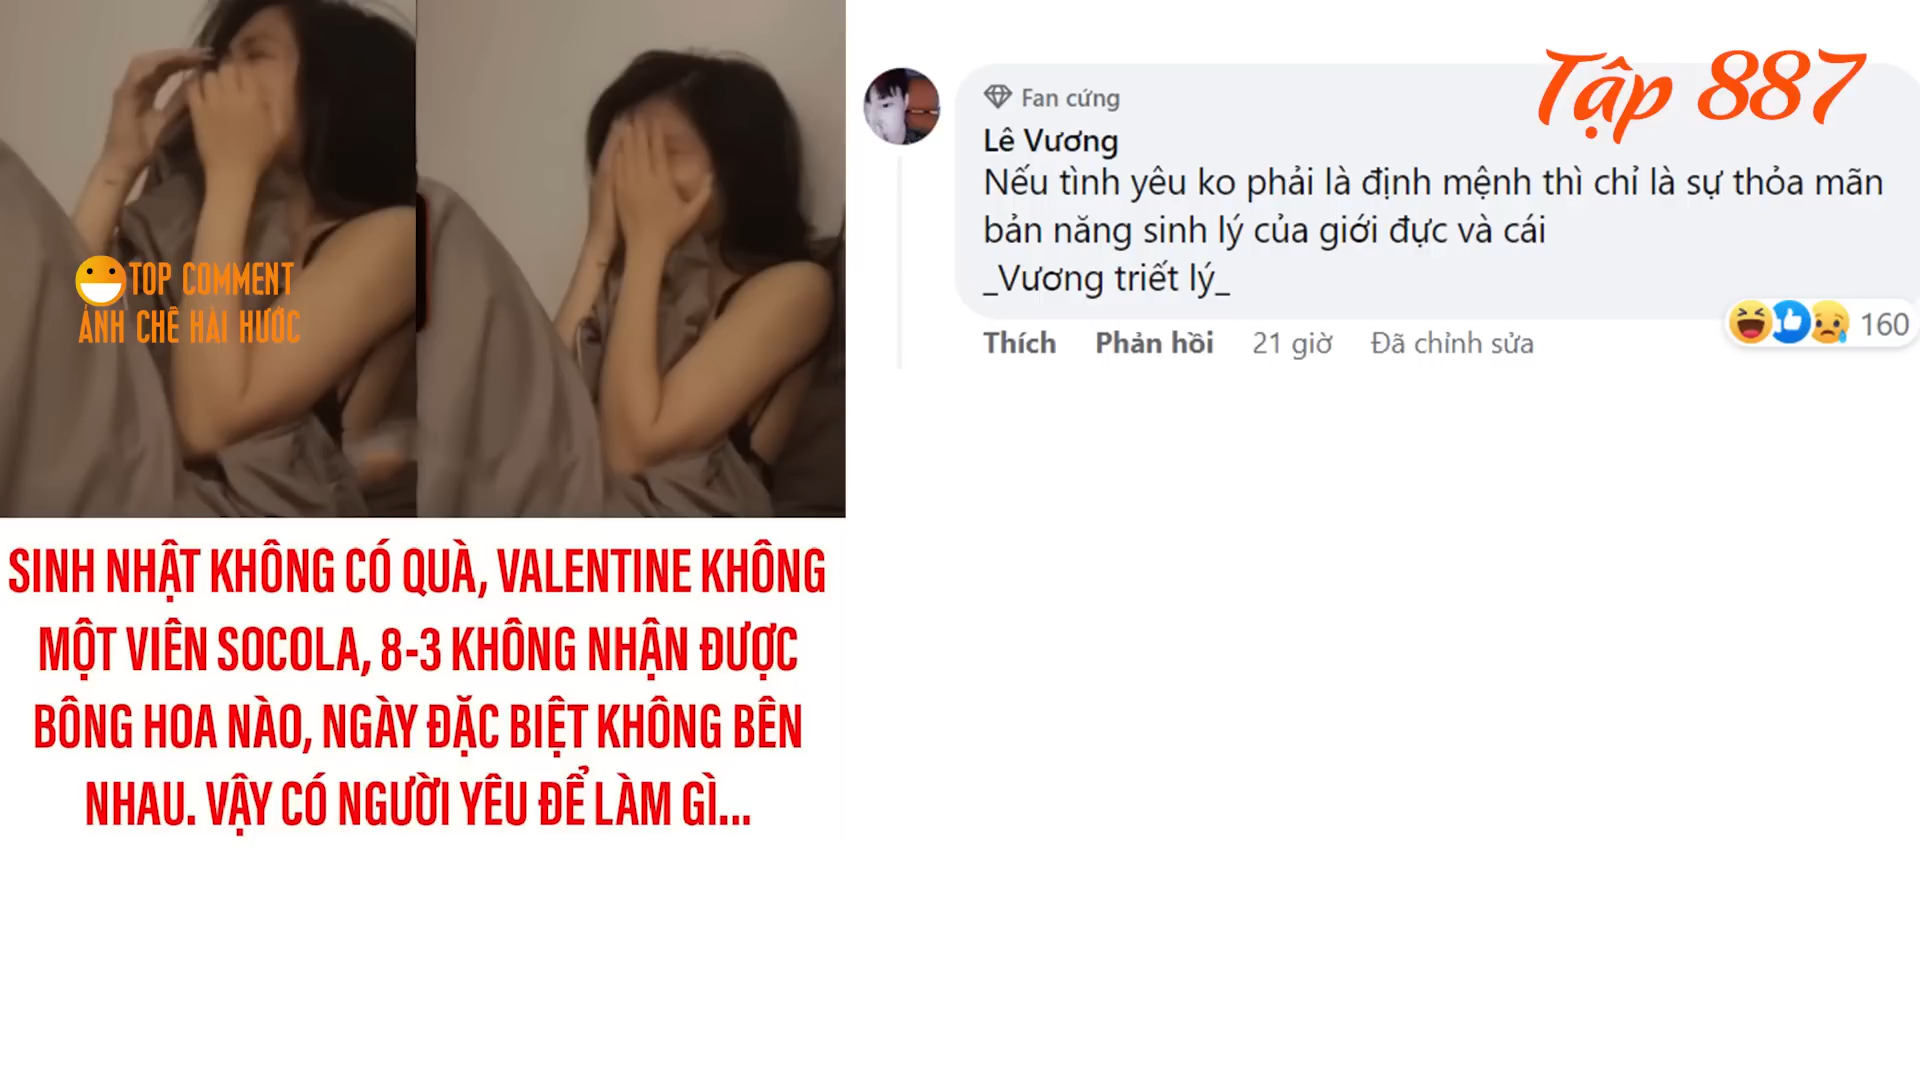 TOP COMMENT
ẢNH CHẾ HÀI HƯỚC
SINH NHẬT KHÔNG CÓ QUÀ, VALENTINE KHÔNG
MỘT VIÊN SOCOLA, 8-3 KHÔNG NHẬN ĐƯỢC
BÔNG HOA NÀO, NGÀY ĐẶC BIỆT KHÔNG BÊN
NHAU. VẬY CÓ NGƯỜI YÊU ĐỂ LÀM GÌ...
Tập 887
Fan cứng
Lê Vương
Nếu tình yêu ko phải là định mệnh thì chỉ là sự thỏa mãn
bản năng sinh lý của giới đực và cái
_Vương triết lý_
160
Thích Phản hồi 21 giờ Đã chỉnh sửa